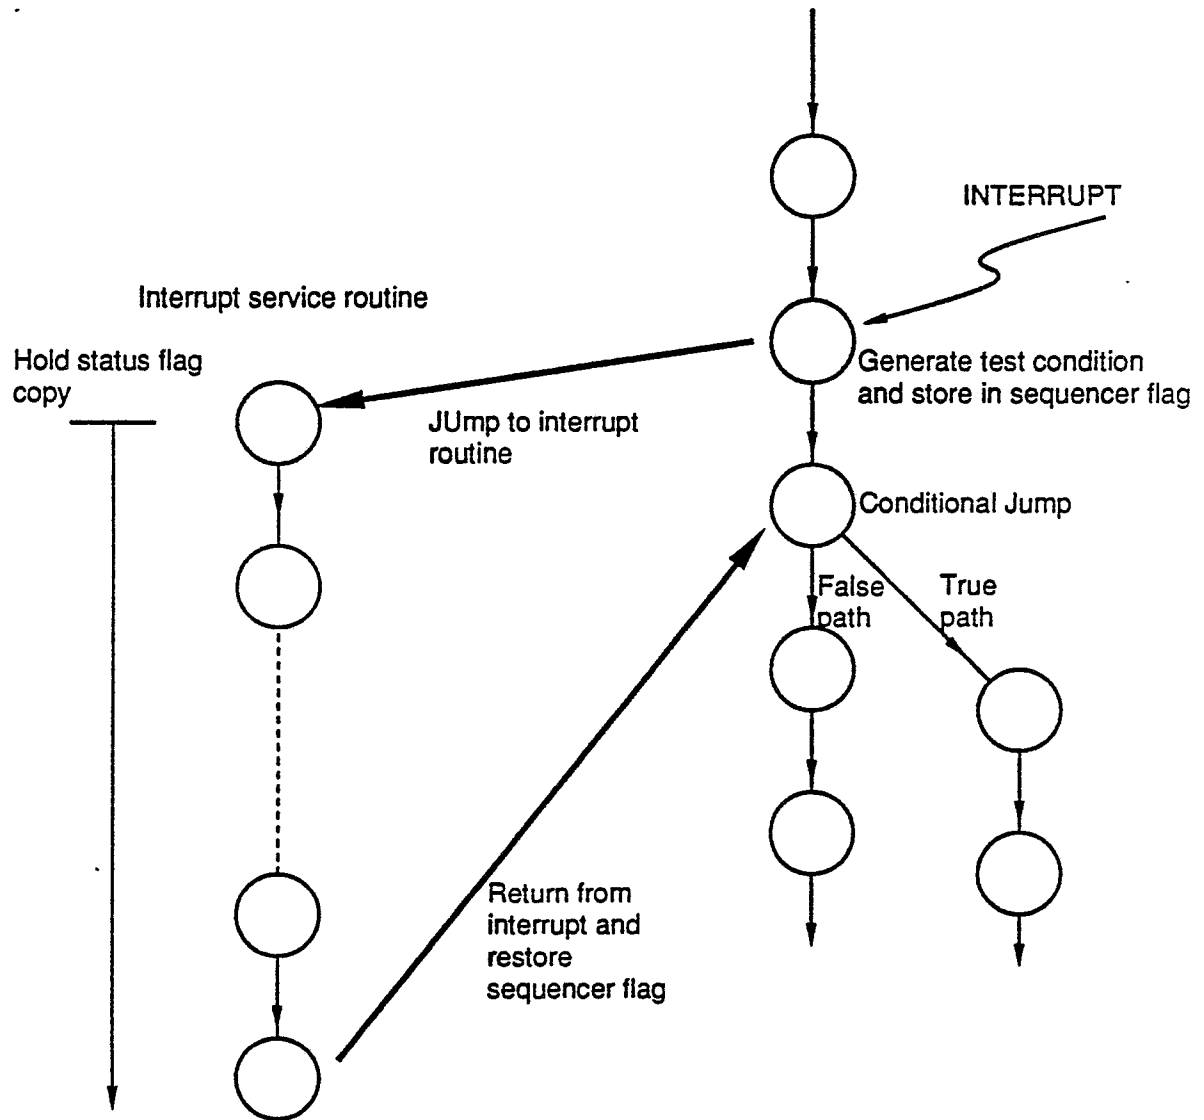 INTERRUPT
Interrupt service routine
Hold status flag
copy
Generate test condition
and store in sequencer flag
JUmp to interrupt
routine
Conditional Jump
False
path
True
path
Return from
interrupt and
restore
sequencer flag